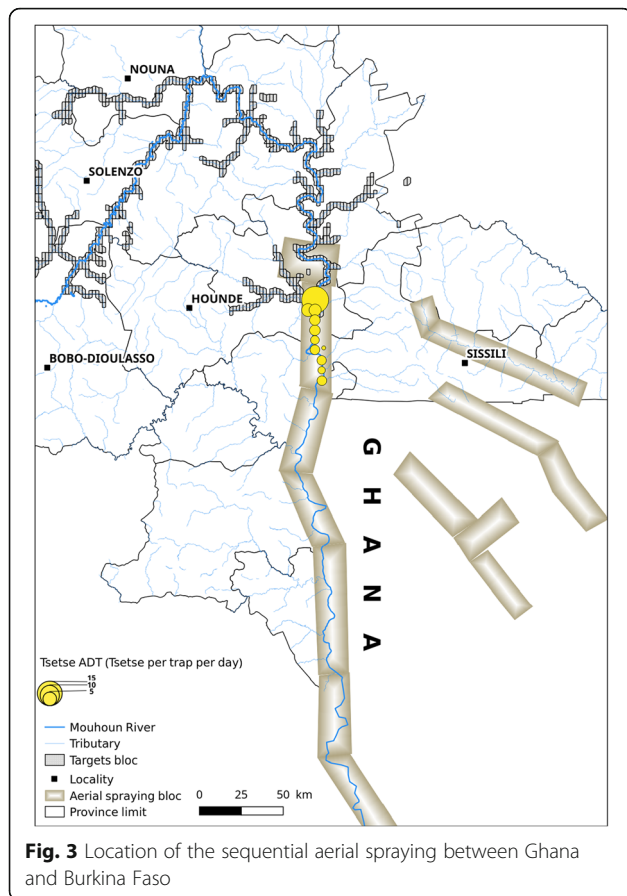 NOUNA
SOLENZO
HOUNDE
SISSILI
BOBO-DIOULASSO
GHANA
Tsetse ADT (Tsetse per trap per day)
15
10
5
Mouhoun River
Tributary
Targets bloc
Locality
Aerial spraying bloc
Province limit
0 25 50 km
Fig. 3 Location of the sequential aerial spraying between Ghana
and Burkina Faso